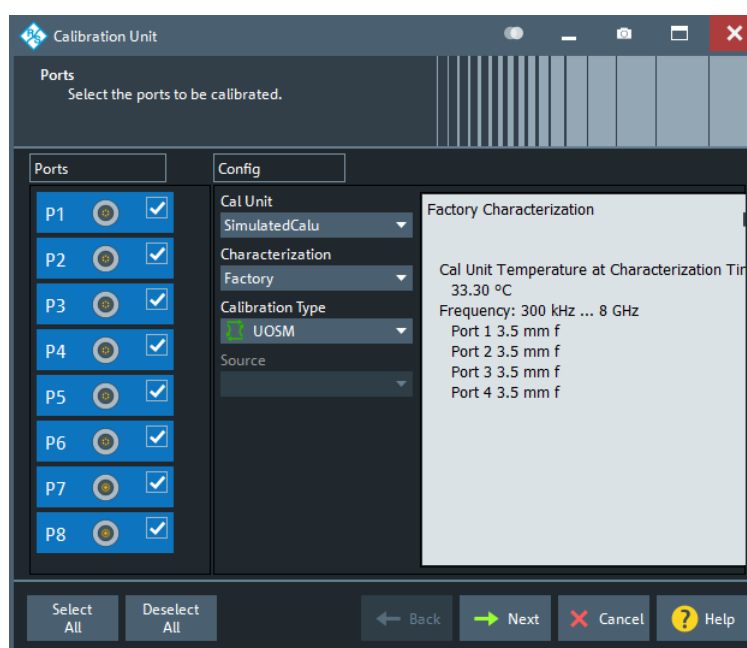 Calibration Unit
Ports
Select the ports to be calibrated.
Ports
Config
P1
P2
P3
P4
P5
P6
P7
P8
Cal Unit
SimulatedCalu
Characterization
Factory
Calibration Type
UOSM
Source
Factory Characterization
Cal Unit Temperature at Characterization Tir
33.30 °C
Frequency: 300 kHz ... 8 GHz
Port 1 3.5 mm f
Port 2 3.5 mm f
Port 3 3.5 mm f
Port 4 3.5 mm f
Select All
Deselect All
Back
Next
Cancel
? Help